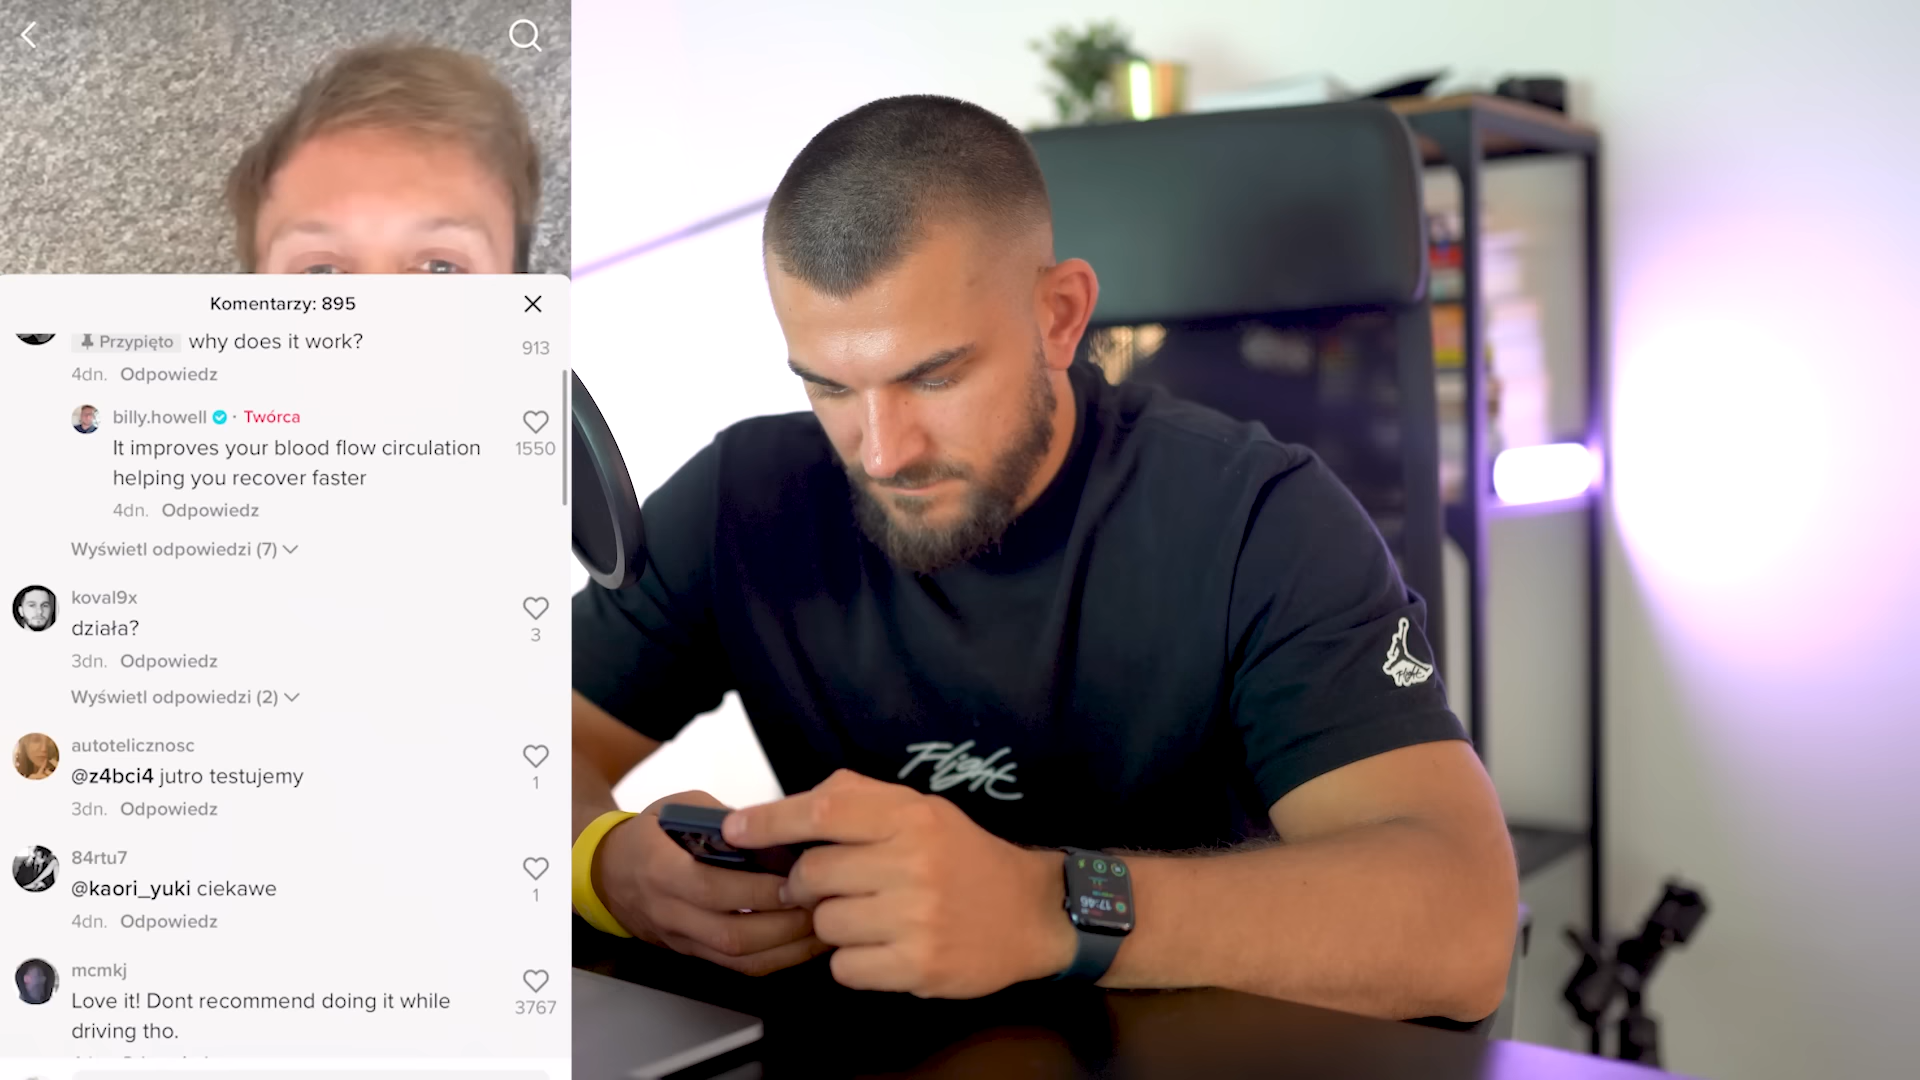 Komentarzy: 895
Przypięto why does it work?
913
4dn. Odpowiedz
billy.howell · Twórca
It improves your blood flow circulation
helping you recover faster
1550
4dn. Odpowiedz
Wyświetl odpowiedzi (7)
koval9x
działa?
3
3dn. Odpowiedz
Wyświetl odpowiedzi (2)
autotelicznosc
@z4bci4 jutro testujemy
1
3dn. Odpowiedz
84rtu7
@kaori_yuki ciekawe
1
4dn. Odpowiedz
mcmkj
Love it! Dont recommend doing it while
driving tho.
3767
Flight
Flight
17:46